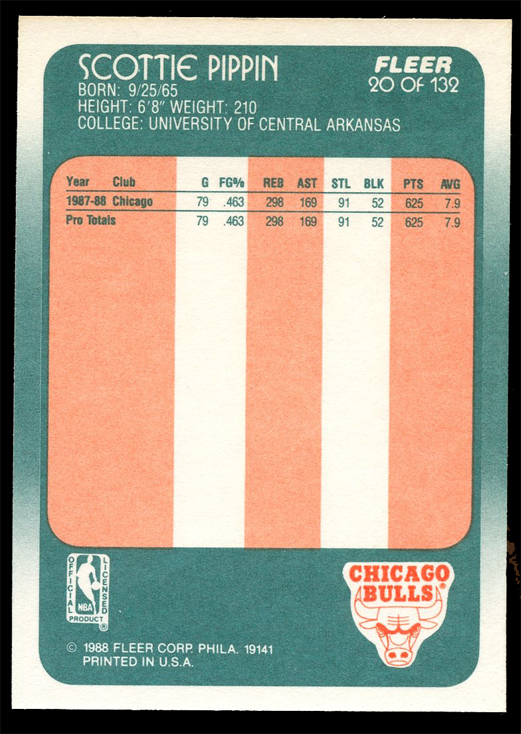 SCOTTIE PIPPIN
FLEER
20 OF 132
BORN: 9/25/65
HEIGHT: 6'8" WEIGHT: 210
COLLEGE: UNIVERSITY OF CENTRAL ARKANSAS
Year Club G FG% REB AST STL BLK PTS AVG
1987-88 Chicago 79 .463 298 169 91 52 625 7.9
Pro Totals 79 .463 298 169 91 52 625 7.9
OFFICIAL LICENSED
NBA
PRODUCT ®
CHICAGO
BULLS ®
© 1988 FLEER CORP. PHILA. 19141
PRINTED IN U.S.A.